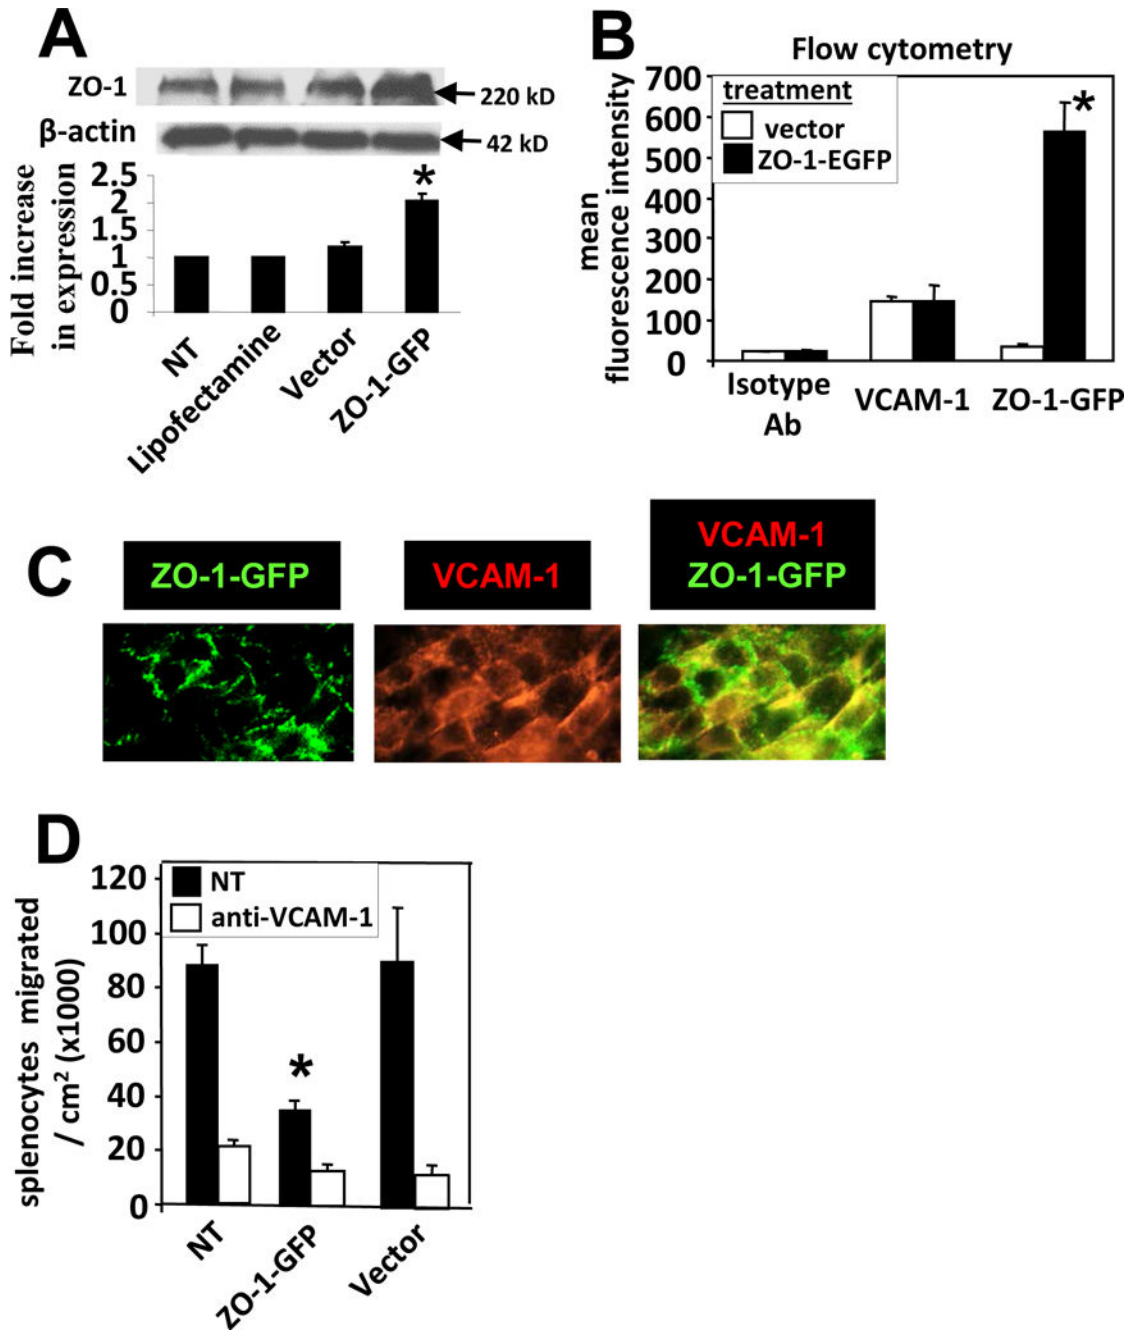 A
ZO-1
220 kD
β-actin
42 kD
Fold increase
in expression
2.5
2
1.5
1
0.5
0
*
NT
Lipofectamine
Vector
ZO-1-GFP
B
Flow cytometry
mean
fluorescence intensity
700
600
500
400
300
200
100
0
treatment
vector
ZO-1-EGFP
*
Isotype
Ab
VCAM-1
ZO-1-GFP
C
ZO-1-GFP
VCAM-1
VCAM-1
ZO-1-GFP
D
splenocytes migrated
/ cm² (x1000)
120
100
80
60
40
20
0
NT
anti-VCAM-1
*
NT
ZO-1-GFP
Vector